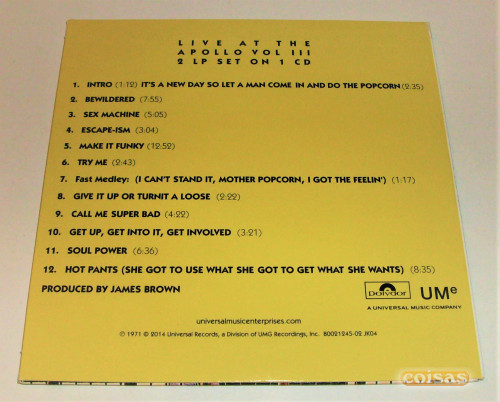 LIVE AT THE
APOLLO VOL III
2 LP SET ON 1 CD
1. INTRO (1:12) IT'S A NEW DAY SO LET A MAN COME IN AND DO THE POPCORN (2:35)
2. BEWILDERED (7:55)
3. SEX MACHINE (5:05)
4. ESCAPE-ISM (3:04)
5. MAKE IT FUNKY (12:52)
6. TRY ME (2:43)
7. Fast Medley: (I CAN'T STAND IT, MOTHER POPCORN, I GOT THE FEELIN') (1:17)
8. GIVE IT UP OR TURNIT A LOOSE (2:22)
9. CALL ME SUPER BAD (4:22)
10. GET UP, GET INTO IT, GET INVOLVED (3:21)
11. SOUL POWER (6:36)
12. HOT PANTS (SHE GOT TO USE WHAT SHE GOT TO GET WHAT SHE WANTS) (8:35)
PRODUCED BY JAMES BROWN
Polydor UMe
A UNIVERSAL MUSIC COMPANY
universalmusicenterprises.com
℗ 1971 © 2014 Universal Records, a Division of UMG Recordings, Inc. B0021245-02 JK04
coisas